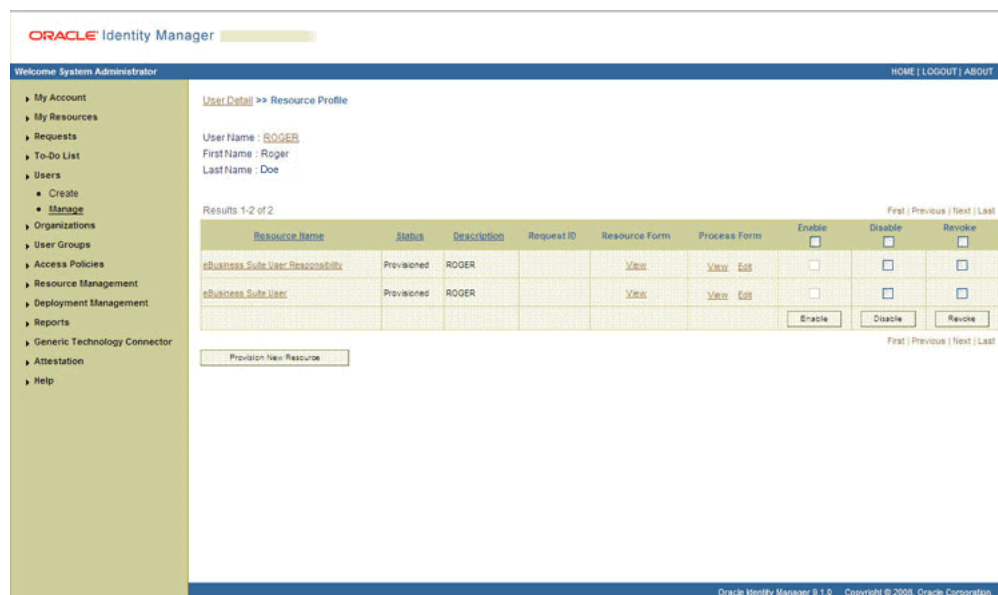 ORACLE Identity Manager
Welcome System Administrator
HOME | LOGOUT | ABOUT
My Account
My Resources
Requests
To-Do List
Users
Create
Manage
Organizations
User Groups
Access Policies
Resource Management
Deployment Management
Reports
Generic Technology Connector
Attestation
Help
User Detail >> Resource Profile
User Name : ROGER
First Name : Roger
Last Name : Doe
Results 1-2 of 2
First | Previous | Next | Last
Resource Name Status Description Request ID Resource Form Process Form Enable Disable Revoke
eBusiness Suite User Responsibility Provisioned ROGER View View Edit
eBusiness Suite User Provisioned ROGER View View Edit
Enable Disable Revoke
First | Previous | Next | Last
Provision New Resource
Oracle Identity Manager 9.1.0 Copyright © 2008, Oracle Corporation